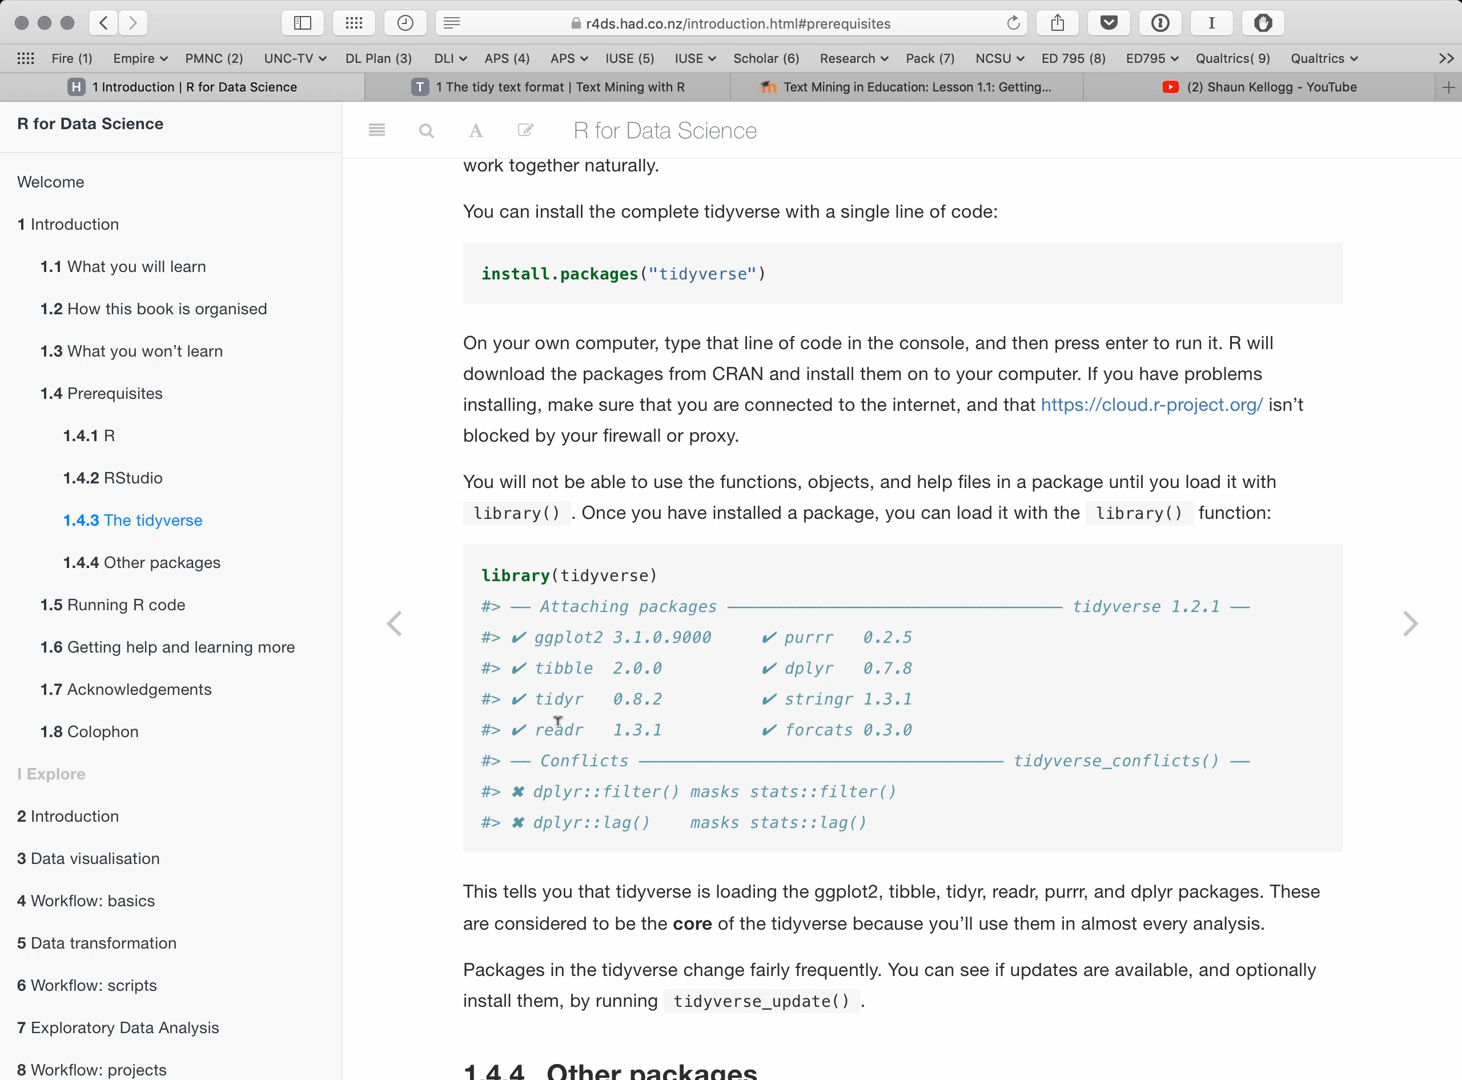 r4ds.had.co.nz/introduction.html#prerequisites
Fire (1) Empire PMNC (2) UNC-TV DL Plan (3) DLI APS (4) APS IUSE (5) IUSE Scholar (6) Research Pack (7) NCSU ED 795 (8) ED795 Qualtrics( 9) Qualtrics >>
H 1 Introduction | R for Data Science
T 1 The tidy text format | Text Mining with R
Text Mining in Education: Lesson 1.1: Getting...
(2) Shaun Kellogg - YouTube
R for Data Science
Welcome
1 Introduction
1.1 What you will learn
1.2 How this book is organised
1.3 What you won’t learn
1.4 Prerequisites
1.4.1 R
1.4.2 RStudio
1.4.3 The tidyverse
1.4.4 Other packages
1.5 Running R code
1.6 Getting help and learning more
1.7 Acknowledgements
1.8 Colophon
I Explore
2 Introduction
3 Data visualisation
4 Workflow: basics
5 Data transformation
6 Workflow: scripts
7 Exploratory Data Analysis
8 Workflow: projects
A R for Data Science
work together naturally.
You can install the complete tidyverse with a single line of code:
install.packages("tidyverse")
On your own computer, type that line of code in the console, and then press enter to run it. R will
download the packages from CRAN and install them on to your computer. If you have problems
installing, make sure that you are connected to the internet, and that https://cloud.r-project.org/ isn’t
blocked by your firewall or proxy.
You will not be able to use the functions, objects, and help files in a package until you load it with
library() . Once you have installed a package, you can load it with the library() function:
library(tidyverse)
#> ── Attaching packages ────────────────── tidyverse 1.2.1 ──
#> ✔ ggplot2 3.1.0.9000 ✔ purrr 0.2.5
#> ✔ tibble 2.0.0 ✔ dplyr 0.7.8
#> ✔ tidyr 0.8.2 ✔ stringr 1.3.1
#> ✔ readr 1.3.1 ✔ forcats 0.3.0
#> ── Conflicts ────────────────── tidyverse_conflicts() ──
#> ✖ dplyr::filter() masks stats::filter()
#> ✖ dplyr::lag() masks stats::lag()
This tells you that tidyverse is loading the ggplot2, tibble, tidyr, readr, purrr, and dplyr packages. These
are considered to be the core of the tidyverse because you’ll use them in almost every analysis.
Packages in the tidyverse change fairly frequently. You can see if updates are available, and optionally
install them, by running tidyverse_update() .
1.4.4 Other packages